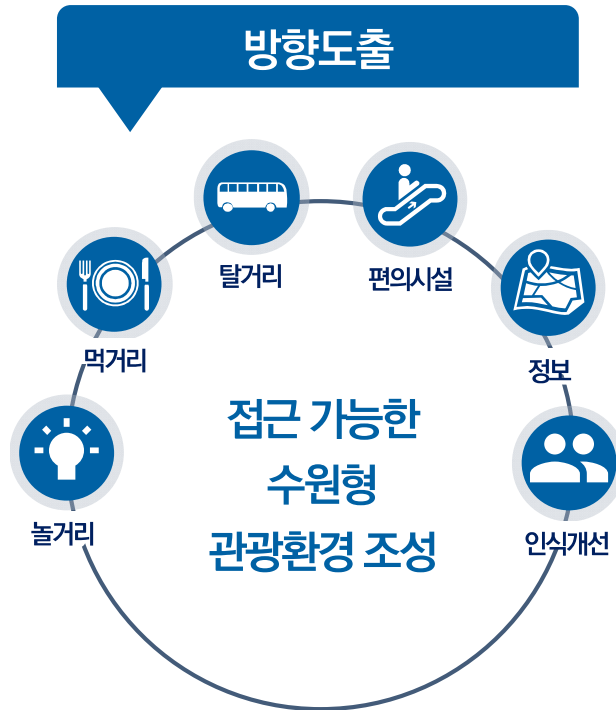 방향도출
탈거리
편의시설
먹거리
정보
접근 가능한
수원형
관광환경 조성
놀거리
인식개선